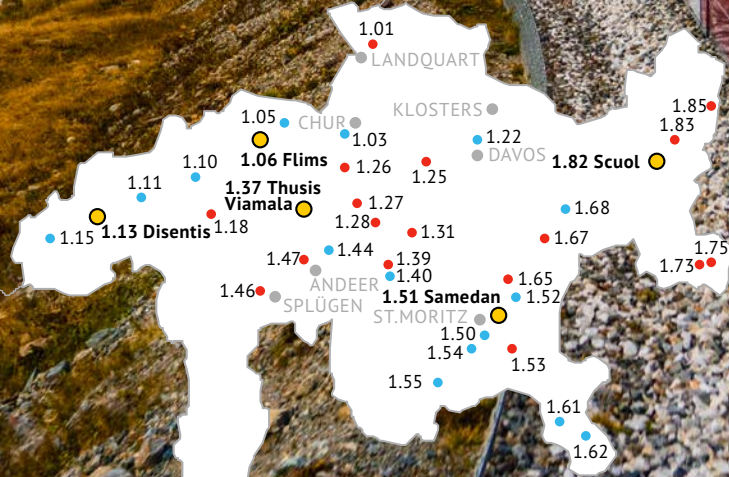 1.01
LANDQUART
1.85
KLOSTERS
1.05
CHUR
1.83
1.03
1.22
DAVOS
1.06 Flims
1.82 Scuol
1.10
1.26
1.25
1.11
1.37 Thusis
Viamala
1.27
1.68
1.18
1.28
1.13 Disentis
1.31
1.15
1.67
1.44
1.75
1.47
1.39
1.73
1.40
ANDEER
1.65
1.46
1.51 Samedan
1.52
SPLÜGEN
ST.MORITZ
1.50
1.54
1.53
1.55
1.61
1.62